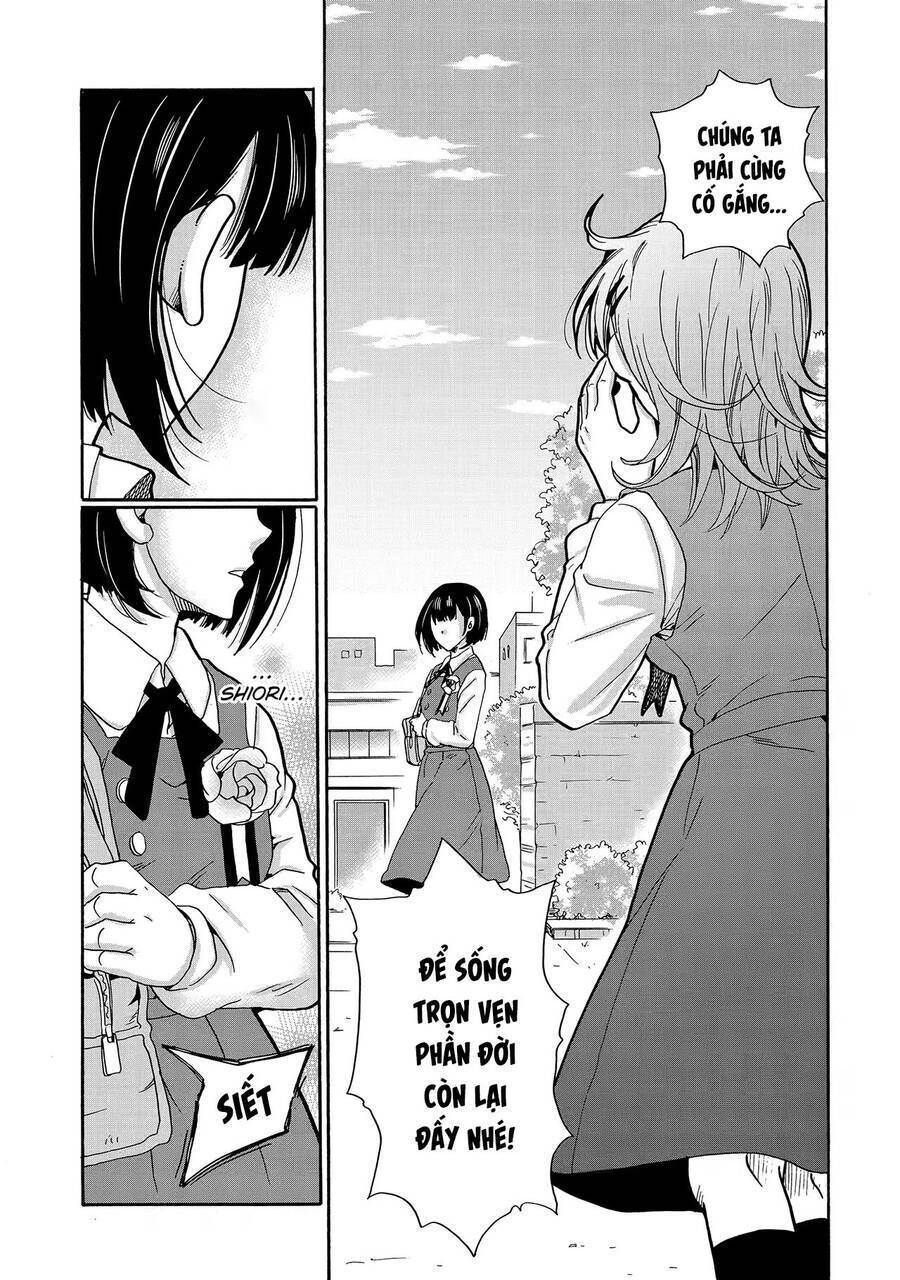 CHÚNG TA
PHẢI CÙNG
CỐ GẮNG...
ĐỂ SỐNG
TRỌN VẸN
PHẦN ĐỜI
CÒN LẠI
ĐẤY NHÉ!
...
SHIORI...
SIẾT